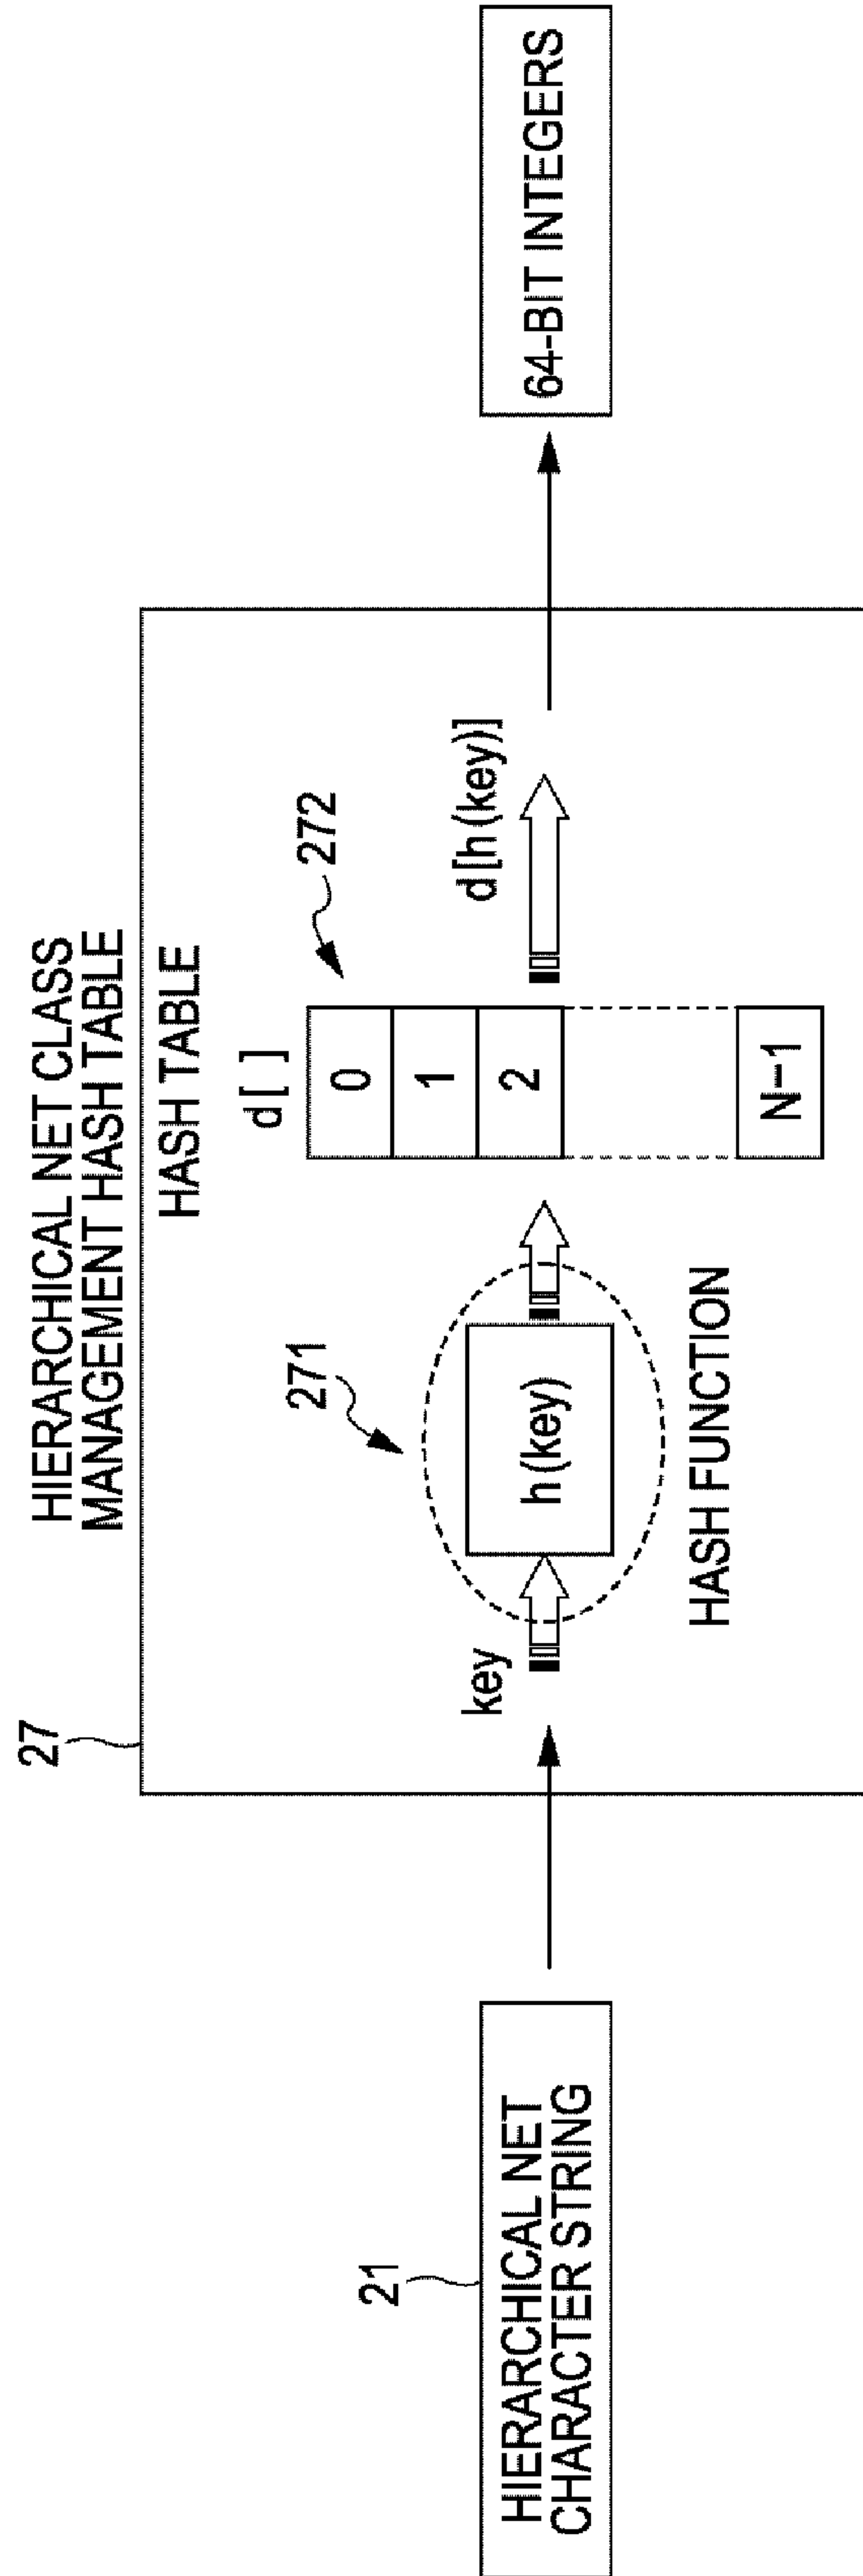 HIERARCHICAL NET CLASS
MANAGEMENT HASH TABLE
27
HASH TABLE
21
HIERARCHICAL NET
CHARACTER STRING
key
271
h(key)
HASH FUNCTION
d[ ]
272
0
1
2
N-1
d[h(key)]
64-BIT INTEGERS